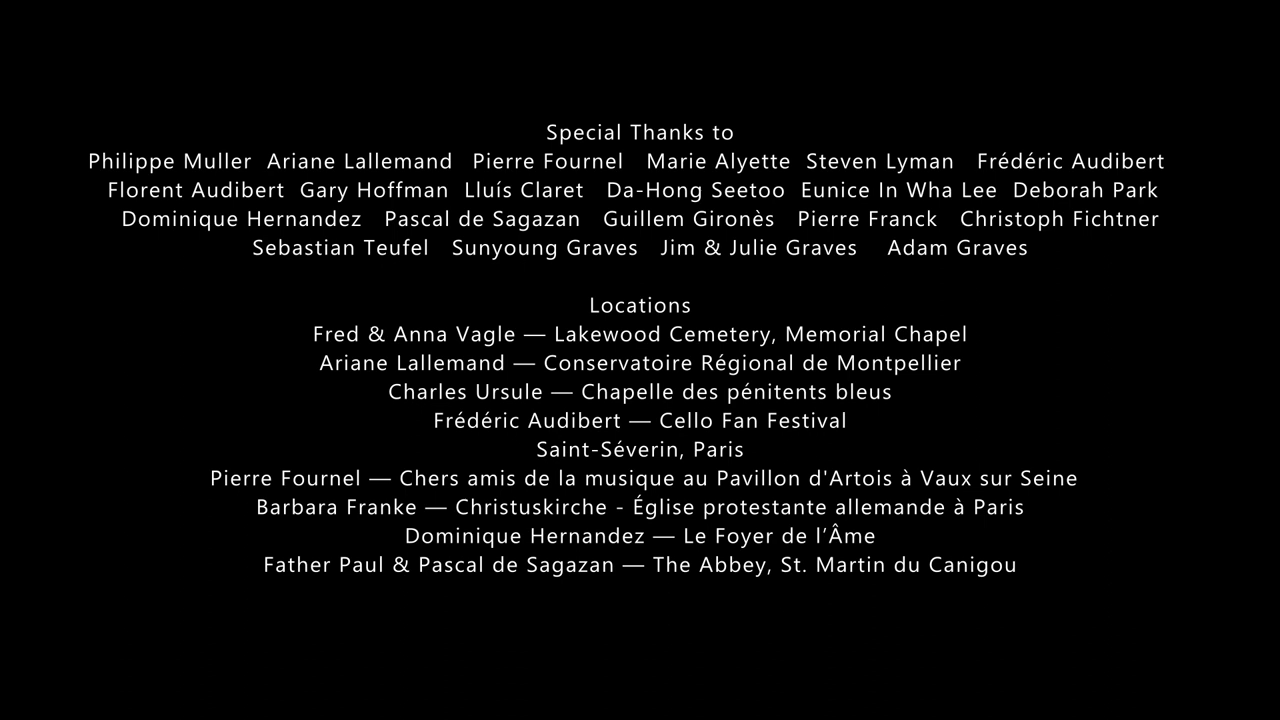 Special Thanks to
Philippe Muller Ariane Lallemand Pierre Fournel Marie Alyette Steven Lyman Frédéric Audibert
Florent Audibert Gary Hoffman Lluís Claret Da-Hong Seetoo Eunice In Wha Lee Deborah Park
Dominique Hernandez Pascal de Sagazan Guillem Gironès Pierre Franck Christoph Fichtner
Sebastian Teufel Sunyoung Graves Jim & Julie Graves Adam Graves
Locations
Fred & Anna Vagle — Lakewood Cemetery, Memorial Chapel
Ariane Lallemand — Conservatoire Régional de Montpellier
Charles Ursule — Chapelle des pénitents bleus
Frédéric Audibert — Cello Fan Festival
Saint-Séverin, Paris
Pierre Fournel — Chers amis de la musique au Pavillon d'Artois à Vaux sur Seine
Barbara Franke — Christuskirche - Église protestante allemande à Paris
Dominique Hernandez — Le Foyer de l’Âme
Father Paul & Pascal de Sagazan — The Abbey, St. Martin du Canigou